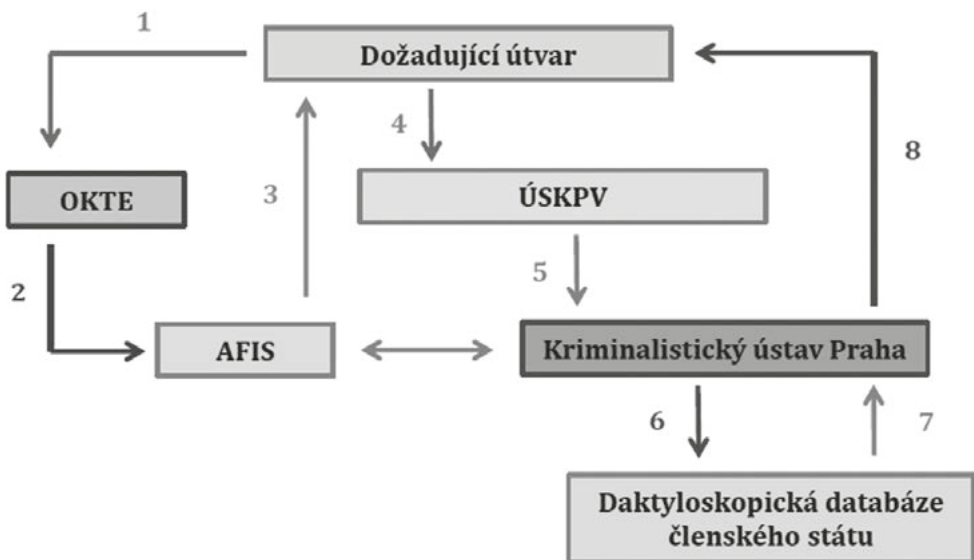 1
Dožadující útvar
4
8
3
OKTE
ÚSKPV
2
5
AFIS
Kriminalistický ústav Praha
6
7
Daktyloskopická databáze
členského státu